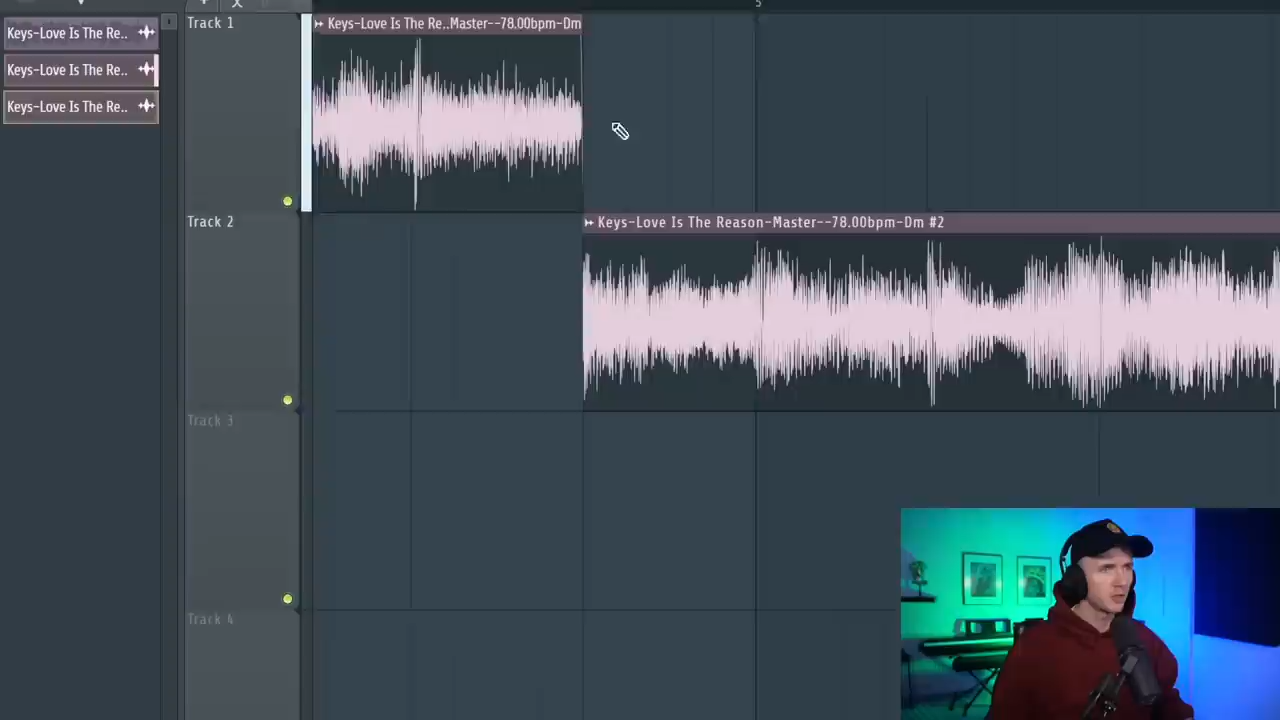 Keys-Love Is The Re..
Keys-Love Is The Re..
Keys-Love Is The Re..
5
Track 1
Keys-Love Is The Re..Master--78.00bpm-Dm
Track 2
Keys-Love Is The Reason-Master--78.00bpm-Dm #2
Track 3
Track 4